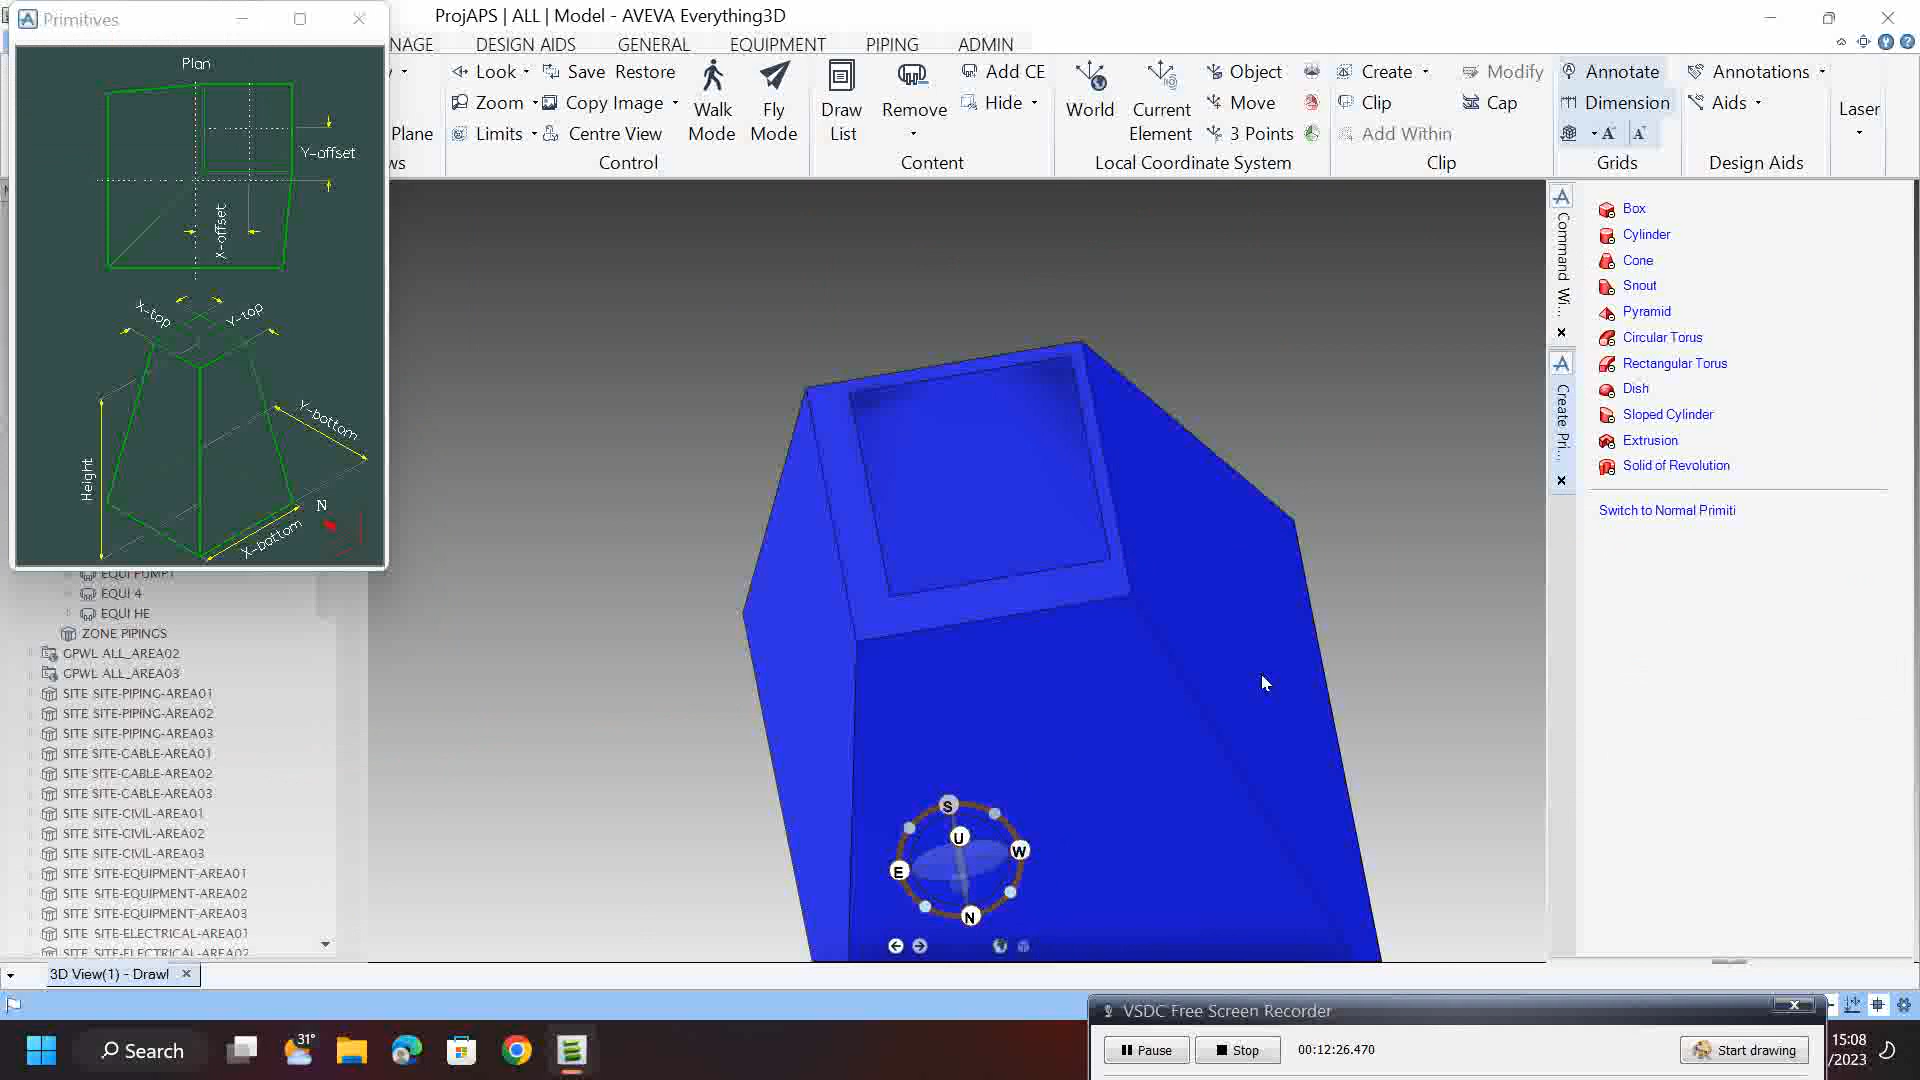 Primitives
ProjAPS | ALL | Model - AVEVA Everything3D
NAGE DESIGN AIDS GENERAL EQUIPMENT PIPING ADMIN
Look Save Restore
Zoom Copy Image
Plane Limits Centre View
Control
Walk Mode
Fly Mode
Draw List
Remove
Add CE
Hide
Content
World
Current Element
Object
Move
3 Points
Local Coordinate System
Create Modify
Clip Cap
Add Within
Clip
Annotate
Dimension
Grids
Annotations
Aids
Design Aids
Laser
Plan
Y-offset
X-offset
X-top
Y-top
Y-bottom
Height
N
X-bottom
EQUI PUMP1
EQUI 4
EQUI HE
ZONE PIPINGS
GPWL ALL_AREA02
GPWL ALL_AREA03
SITE SITE-PIPING-AREA01
SITE SITE-PIPING-AREA02
SITE SITE-PIPING-AREA03
SITE SITE-CABLE-AREA01
SITE SITE-CABLE-AREA02
SITE SITE-CABLE-AREA03
SITE SITE-CIVIL-AREA01
SITE SITE-CIVIL-AREA02
SITE SITE-CIVIL-AREA03
SITE SITE-EQUIPMENT-AREA01
SITE SITE-EQUIPMENT-AREA02
SITE SITE-EQUIPMENT-AREA03
SITE SITE-ELECTRICAL-AREA01
SITE SITE-ELECTRICAL-AREA02
S
U
W
E
N
Command Wi...
Create Pri...
Box
Cylinder
Cone
Snout
Pyramid
Circular Torus
Rectangular Torus
Dish
Sloped Cylinder
Extrusion
Solid of Revolution
Switch to Normal Primiti
3D View(1) - Drawl
VSDC Free Screen Recorder
Pause Stop 00:12:26.470 Start drawing
Search
31°
15:08
/2023